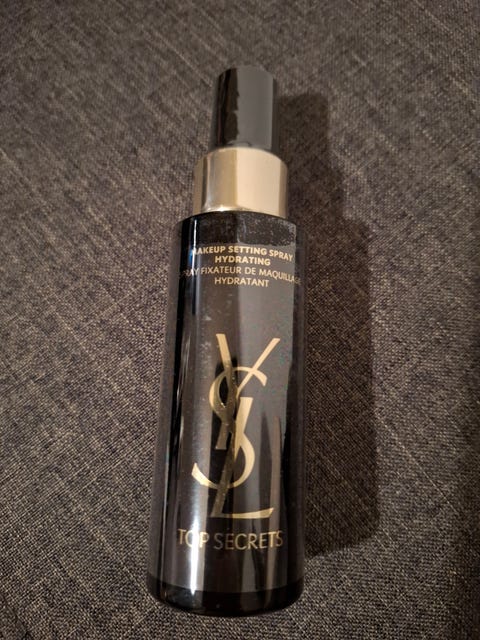 MAKEUP SETTING SPRAY
HYDRATING
SPRAY FIXATEUR DE MAQUILLAGE
HYDRATANT
YSL
TOP SECRETS